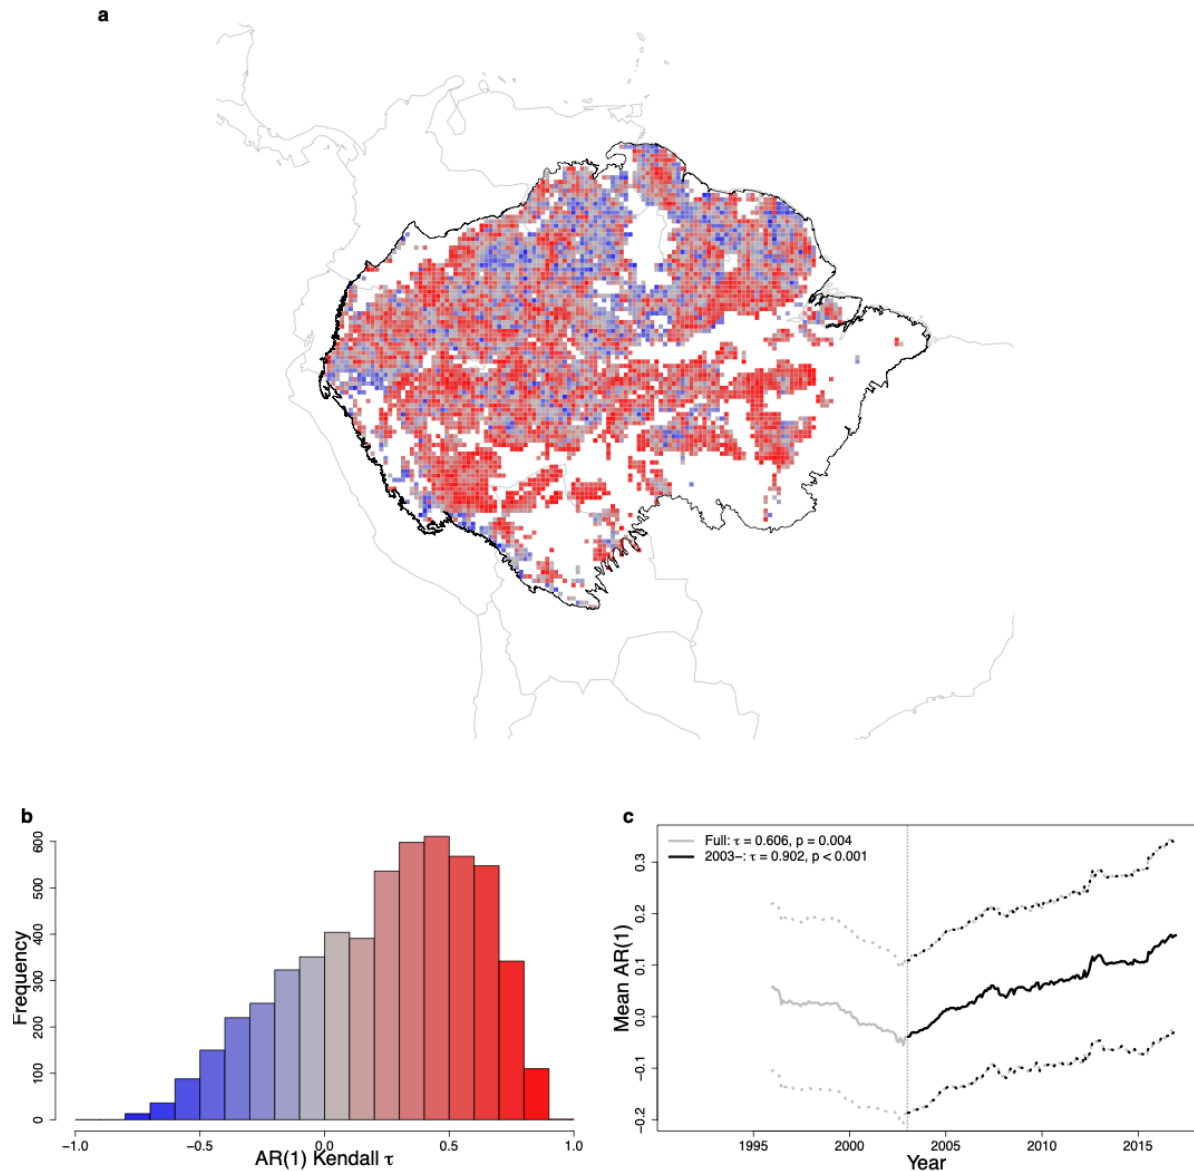 a
b
600
500
400
300
200
100
0
Frequency
−1.0
−0.5
0.0
0.5
1.0
AR(1) Kendall τ
c
Full: τ = 0.606, p = 0.004
2003−: τ = 0.902, p < 0.001
0.3
0.2
0.1
0.0
−0.1
−0.2
Mean AR(1)
1995
2000
2005
2010
2015
Year